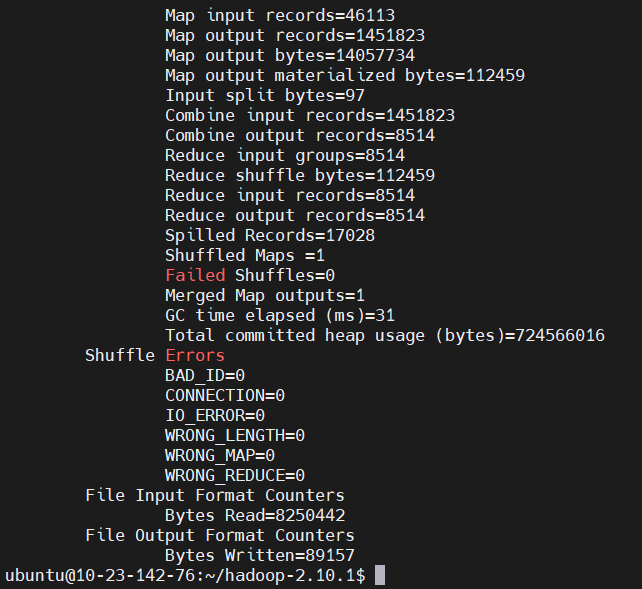 Map input records=46113
Map output records=1451823
Map output bytes=14057734
Map output materialized bytes=112459
Input split bytes=97
Combine input records=1451823
Combine output records=8514
Reduce input groups=8514
Reduce shuffle bytes=112459
Reduce input records=8514
Reduce output records=8514
Spilled Records=17028
Shuffled Maps =1
Failed Shuffles=0
Merged Map outputs=1
GC time elapsed (ms)=31
Total committed heap usage (bytes)=724566016
Shuffle Errors
BAD_ID=0
CONNECTION=0
IO_ERROR=0
WRONG_LENGTH=0
WRONG_MAP=0
WRONG_REDUCE=0
File Input Format Counters
Bytes Read=8250442
File Output Format Counters
Bytes Written=89157
ubuntu@10-23-142-76:~/hadoop-2.10.1$